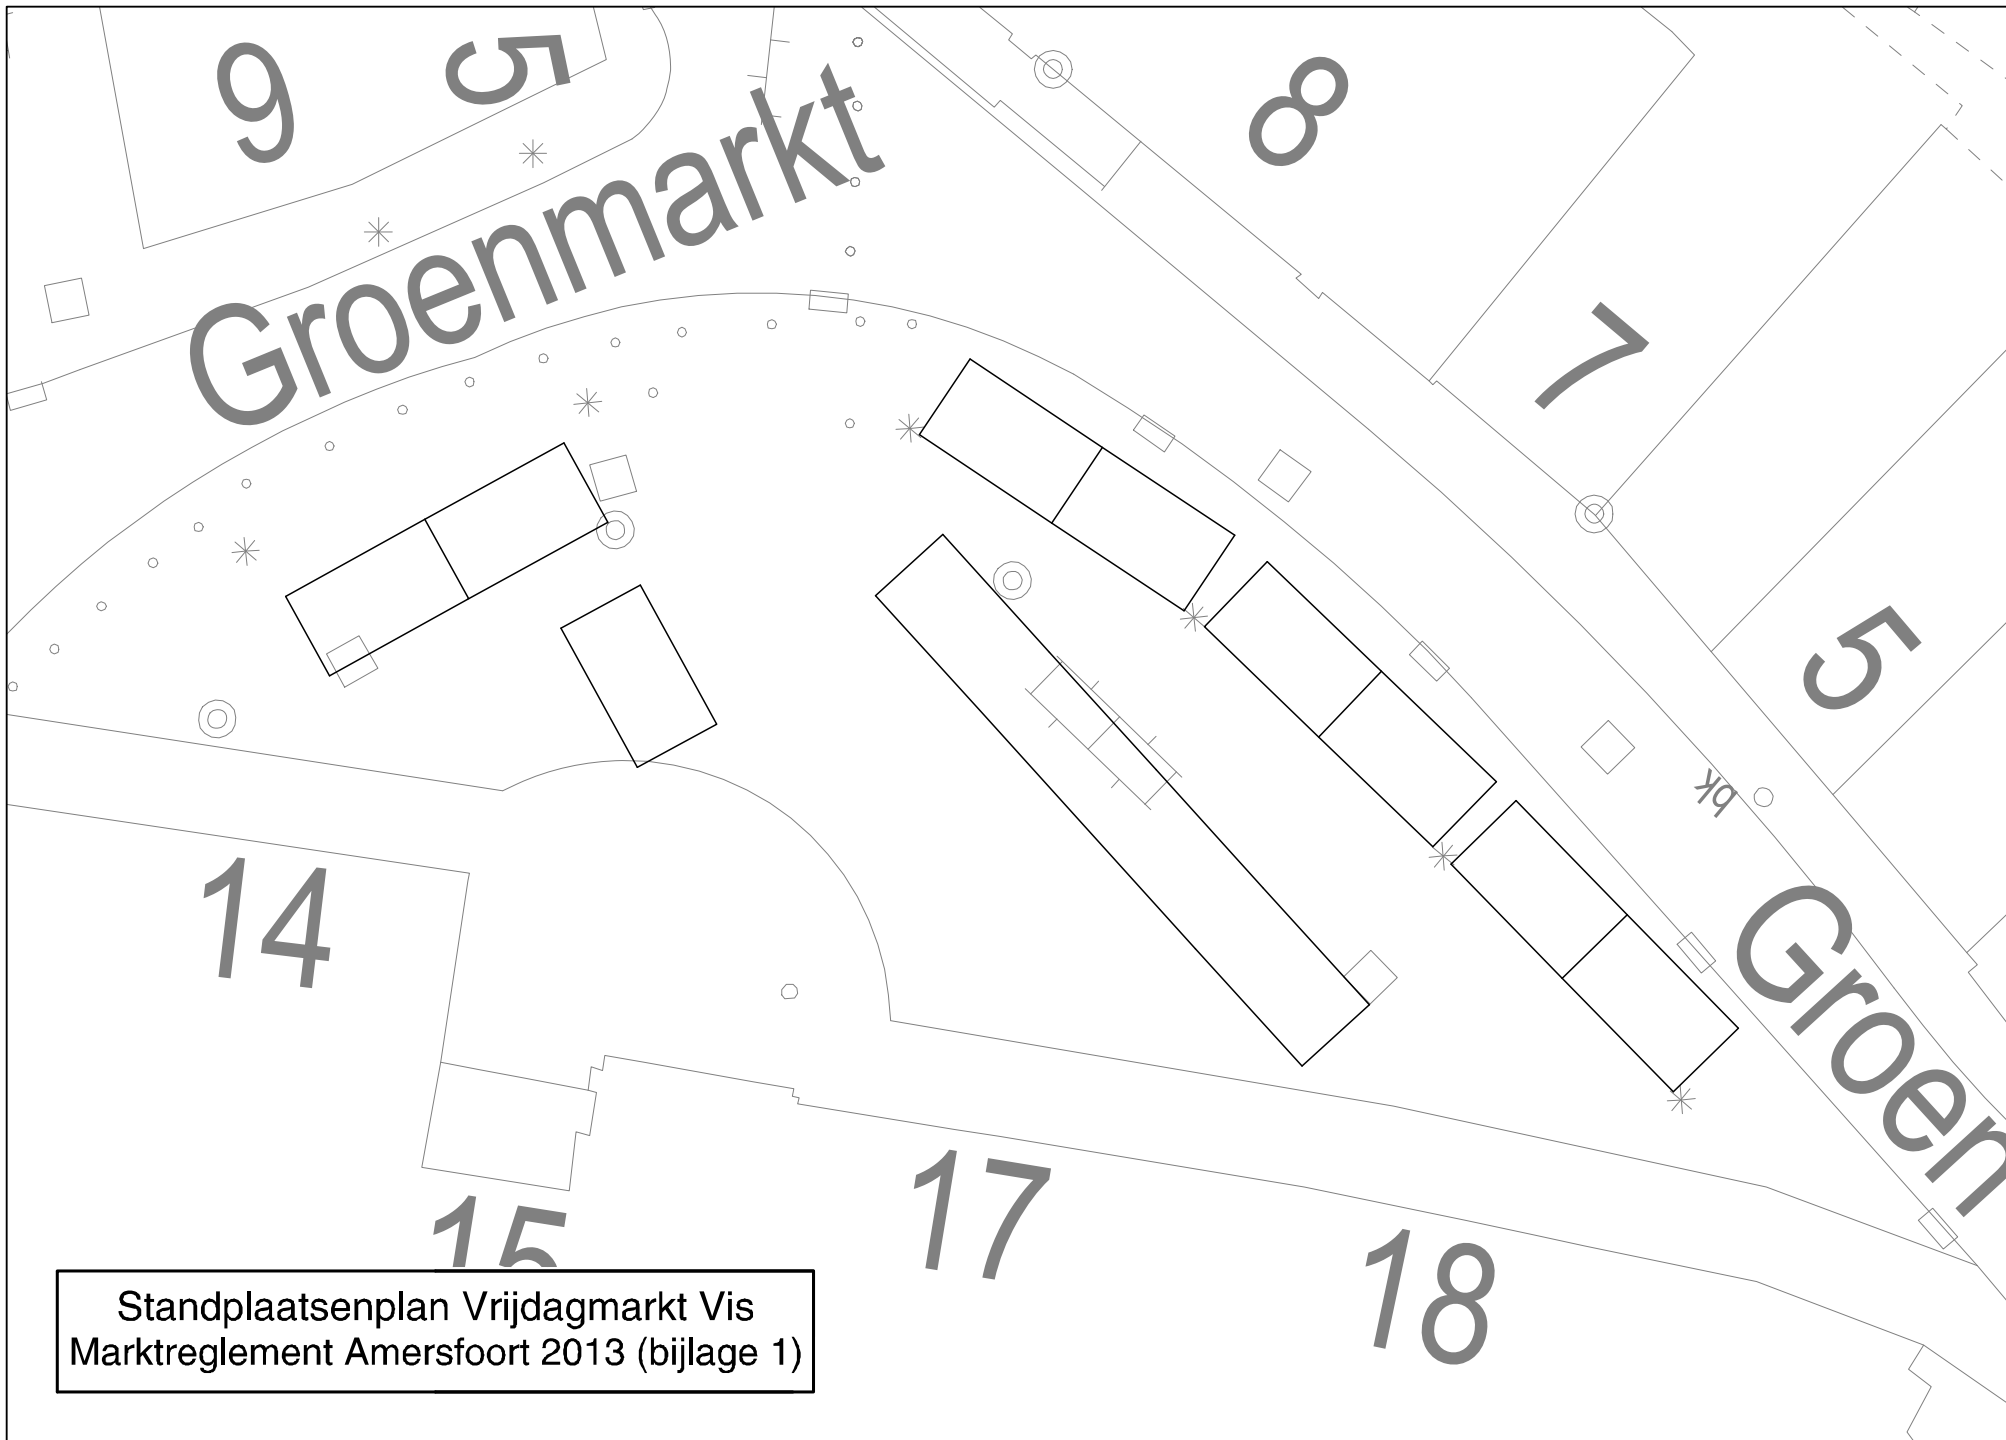 9
5
Groenmarkt
8
7
5
bk
Groen
14
15
17
18
Standplaatsenplan Vrijdagmarkt Vis
Marktreglement Amersfoort 2013 (bijlage 1)